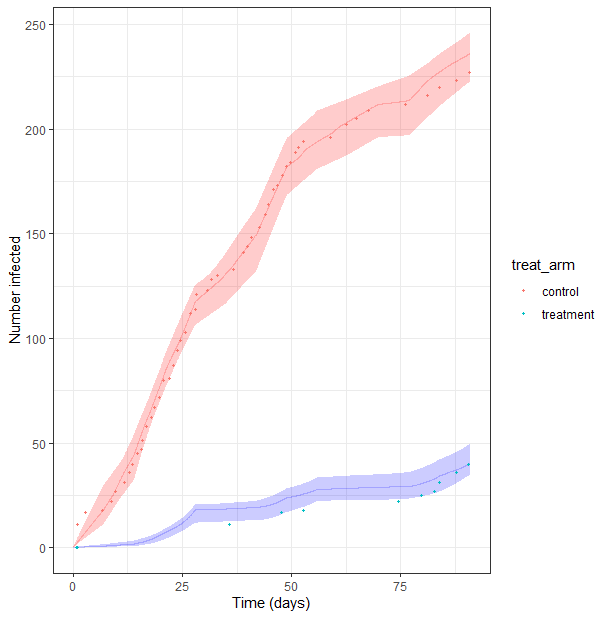 250
200
150
100
50
0
Number infected
0 25 50 75
Time (days)
treat_arm
control
treatment